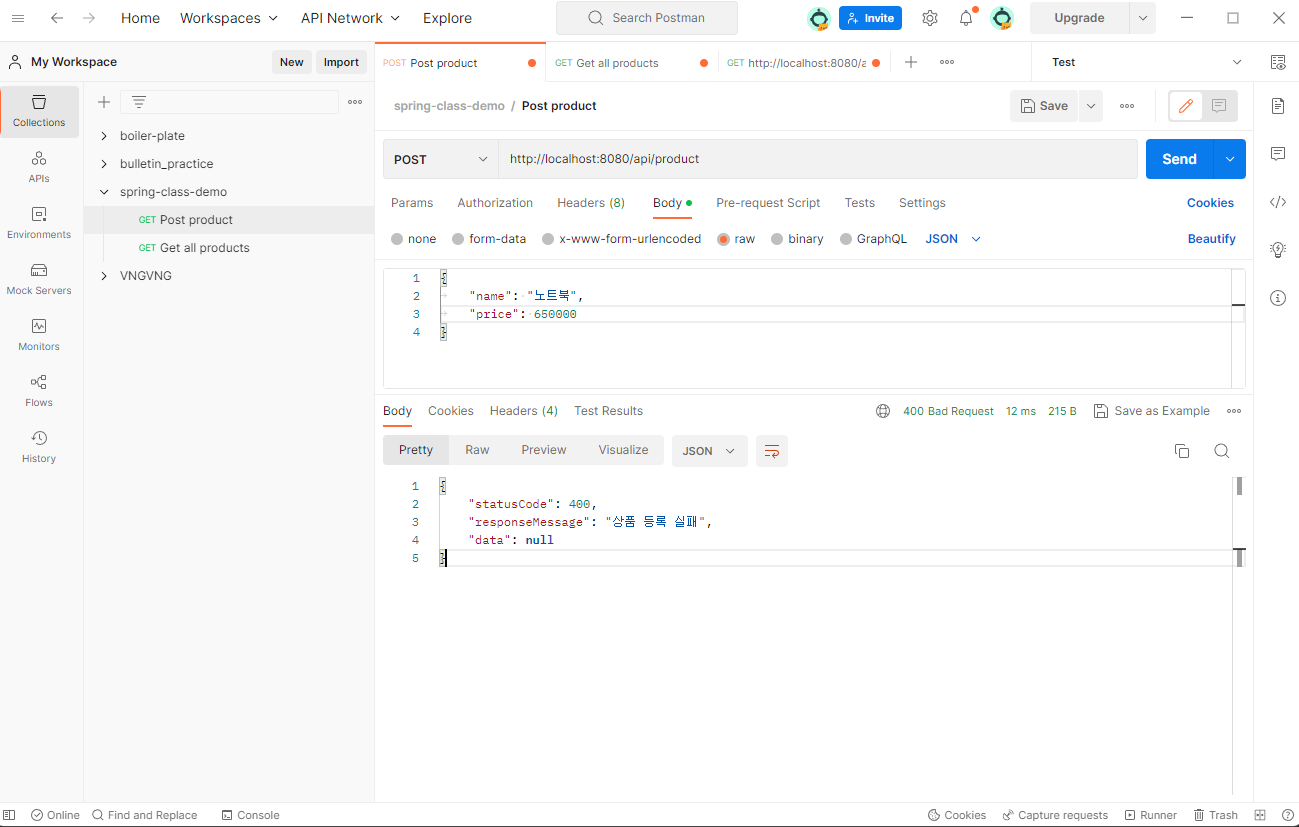 Home Workspaces API Network Explore Search Postman Invite Upgrade
My Workspace New Import POST Post product GET Get all products GET http://localhost:8080/a Test
Collections
APIs
Environments
Mock Servers
Monitors
Flows
History
boiler-plate
bulletin_practice
spring-class-demo
GET Post product
GET Get all products
VNGVNG
spring-class-demo / Post product Save
POST http://localhost:8080/api/product Send
Params Authorization Headers (8) Body Pre-request Script Tests Settings Cookies
none form-data x-www-form-urlencoded raw binary GraphQL JSON Beautify
1 {
2 "name": "노트북",
3 "price": 650000
4 }
Body Cookies Headers (4) Test Results 400 Bad Request 12 ms 215 B Save as Example
Pretty Raw Preview Visualize JSON
1 {
2 "statusCode": 400,
3 "responseMessage": "상품 등록 실패",
4 "data": null
5 }
Online Find and Replace Console Cookies Capture requests Runner Trash